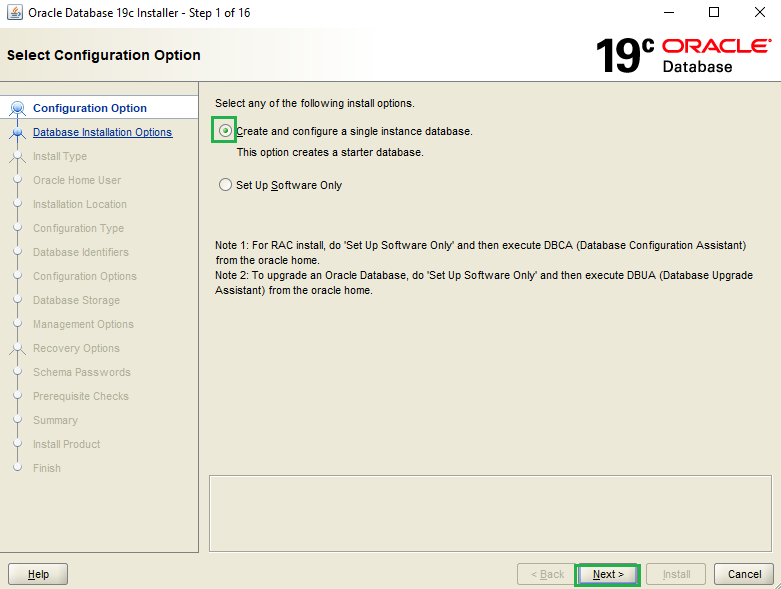 Oracle Database 19c Installer - Step 1 of 16
Select Configuration Option
19c ORACLE
Database
Configuration Option
Database Installation Options
Install Type
Oracle Home User
Installation Location
Configuration Type
Database Identifiers
Configuration Options
Database Storage
Management Options
Recovery Options
Schema Passwords
Prerequisite Checks
Summary
Install Product
Finish
Select any of the following install options.
Create and configure a single instance database.
This option creates a starter database.
Set Up Software Only
Note 1: For RAC install, do 'Set Up Software Only' and then execute DBCA (Database Configuration Assistant)
from the oracle home.
Note 2: To upgrade an Oracle Database, do 'Set Up Software Only' and then execute DBUA (Database Upgrade
Assistant) from the oracle home.
Help
< Back
Next >
Install
Cancel